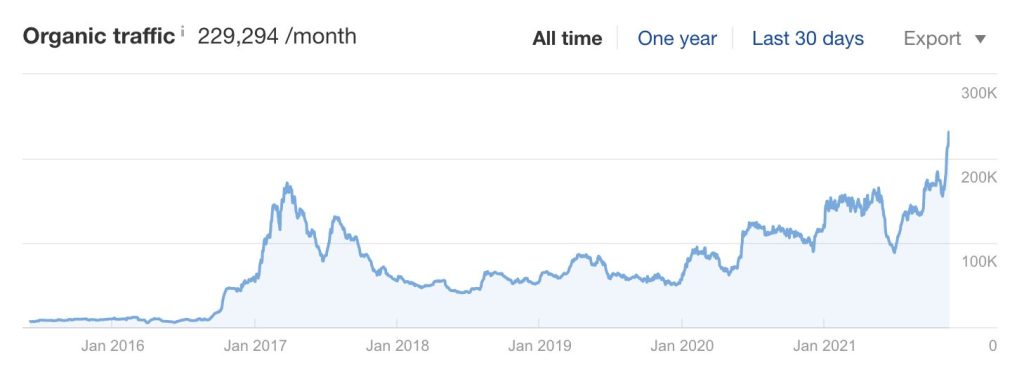 Organic traffic i 229,294 /month All time One year Last 30 days Export
300K
200K
100K
Jan 2016 Jan 2017 Jan 2018 Jan 2019 Jan 2020 Jan 2021 0